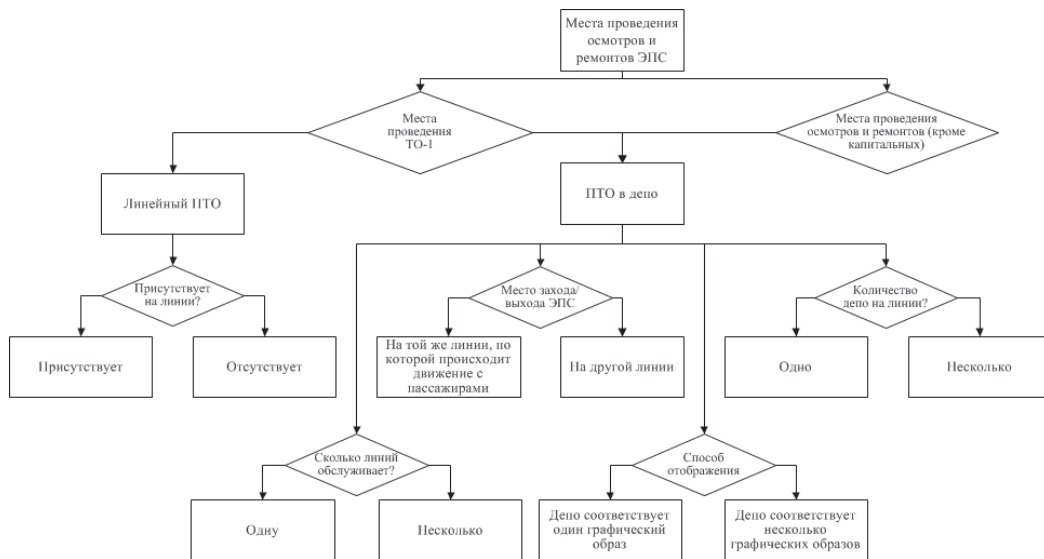 Места проведения
осмотров и
ремонтов ЭПС
Места
проведения
ТО-1
Места проведения
осмотров и ремонтов (кроме
капитальных)
Линейный ПТО
ПТО в депо
Присутствует
на линии?
Место захода/
выхода ЭПС
Количество
депо на линии?
Присутствует
Отсутствует
На той же линии, по
которой происходит
движение с
пассажирами
На другой линии
Одно
Несколько
Сколько линий
обслуживает?
Способ
отображения
Одну
Несколько
Депо соответствует
один графический
образ
Депо соответствует
несколько
графических образов